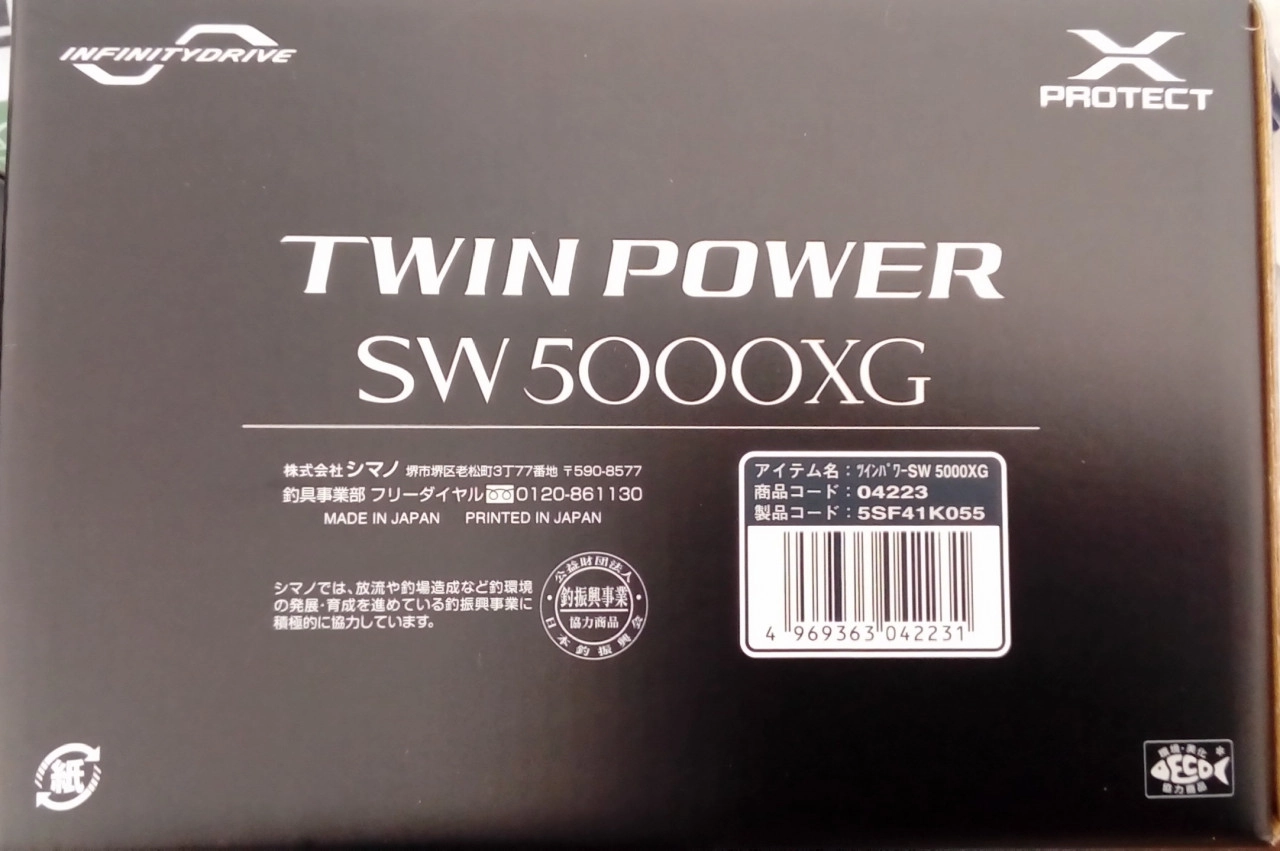 INFINITYDRIVE
X PROTECT
TWIN POWER
SW 5000XG
株式会社シマノ 堺市堺区老松町3丁77番地 〒590-8577
釣具事業部 フリーダイヤル 0120-861130
MADE IN JAPAN PRINTED IN JAPAN
シマノでは、放流や釣場造成など釣環境
の発展・育成を進めている釣振興事業に
積極的に協力しています。
公益財団法人
釣振興事業
協力商品
日本釣振興会
アイテム名：ﾂインﾊﾟワーSW 5000XG
商品コード：04223
製品コード：5SF41K055
4 969363 042231
紙
環境・美化
ECO
協力商品